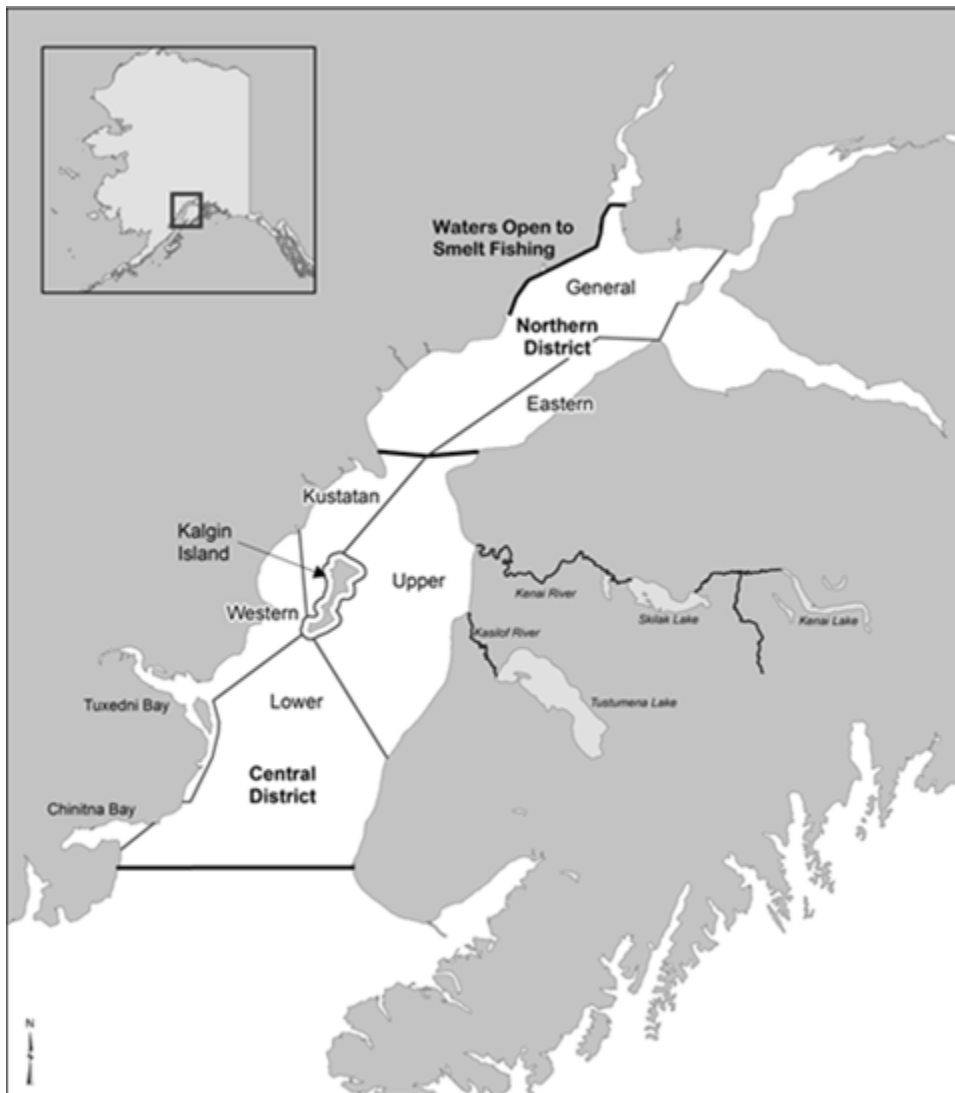 Waters Open to
Smelt Fishing
General
Northern
District
Eastern
Kustatan
Kalgin
Island
Upper
Western
Kenai River
Skilak Lake
Kenai Lake
Kasilof River
Tustumena Lake
Tuxedni Bay
Lower
Central
District
Chinitna Bay
N